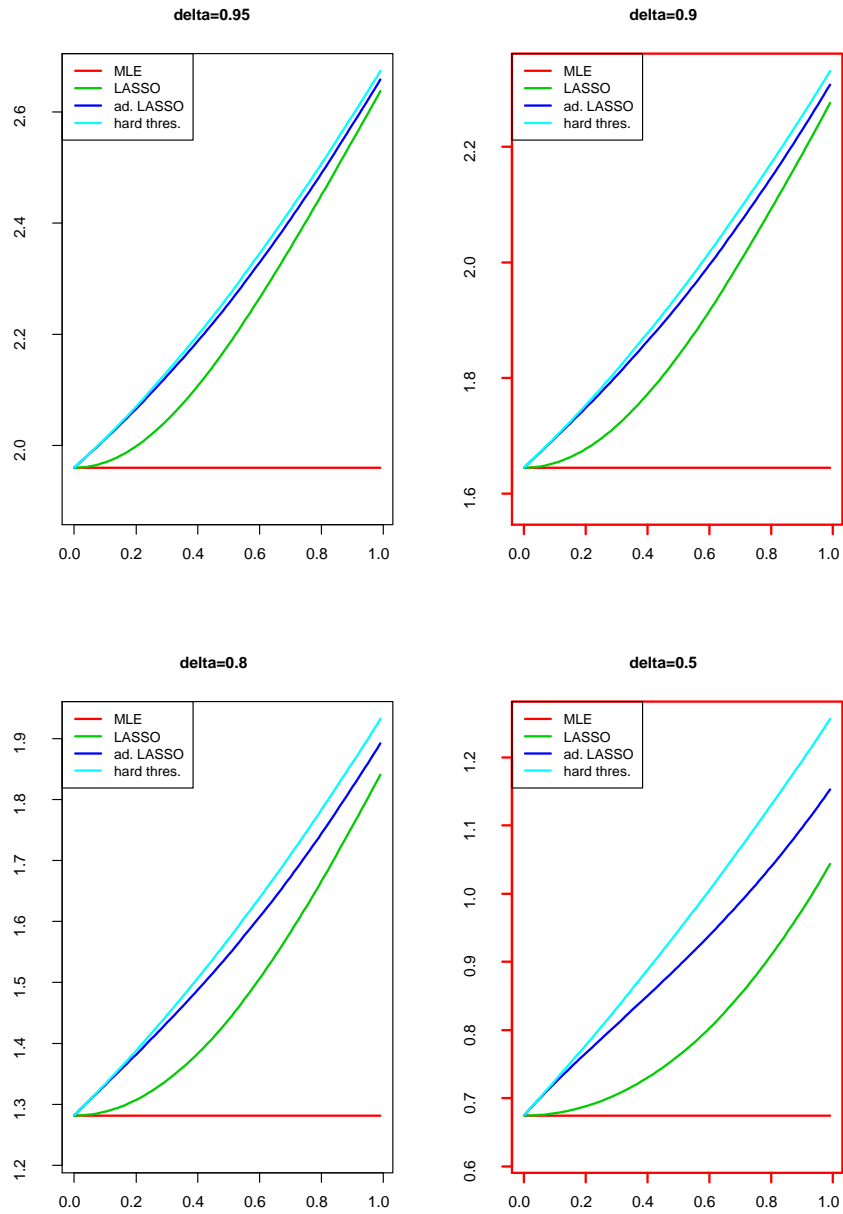 delta=0.95
MLE
LASSO
ad. LASSO
hard thres.
2.6
2.4
2.2
2.0
0.0 0.2 0.4 0.6 0.8 1.0
delta=0.9
MLE
LASSO
ad. LASSO
hard thres.
2.2
2.0
1.8
1.6
0.0 0.2 0.4 0.6 0.8 1.0
delta=0.8
MLE
LASSO
ad. LASSO
hard thres.
1.9
1.8
1.7
1.6
1.5
1.4
1.3
1.2
0.0 0.2 0.4 0.6 0.8 1.0
delta=0.5
MLE
LASSO
ad. LASSO
hard thres.
1.2
1.1
1.0
0.9
0.8
0.7
0.6
0.0 0.2 0.4 0.6 0.8 1.0